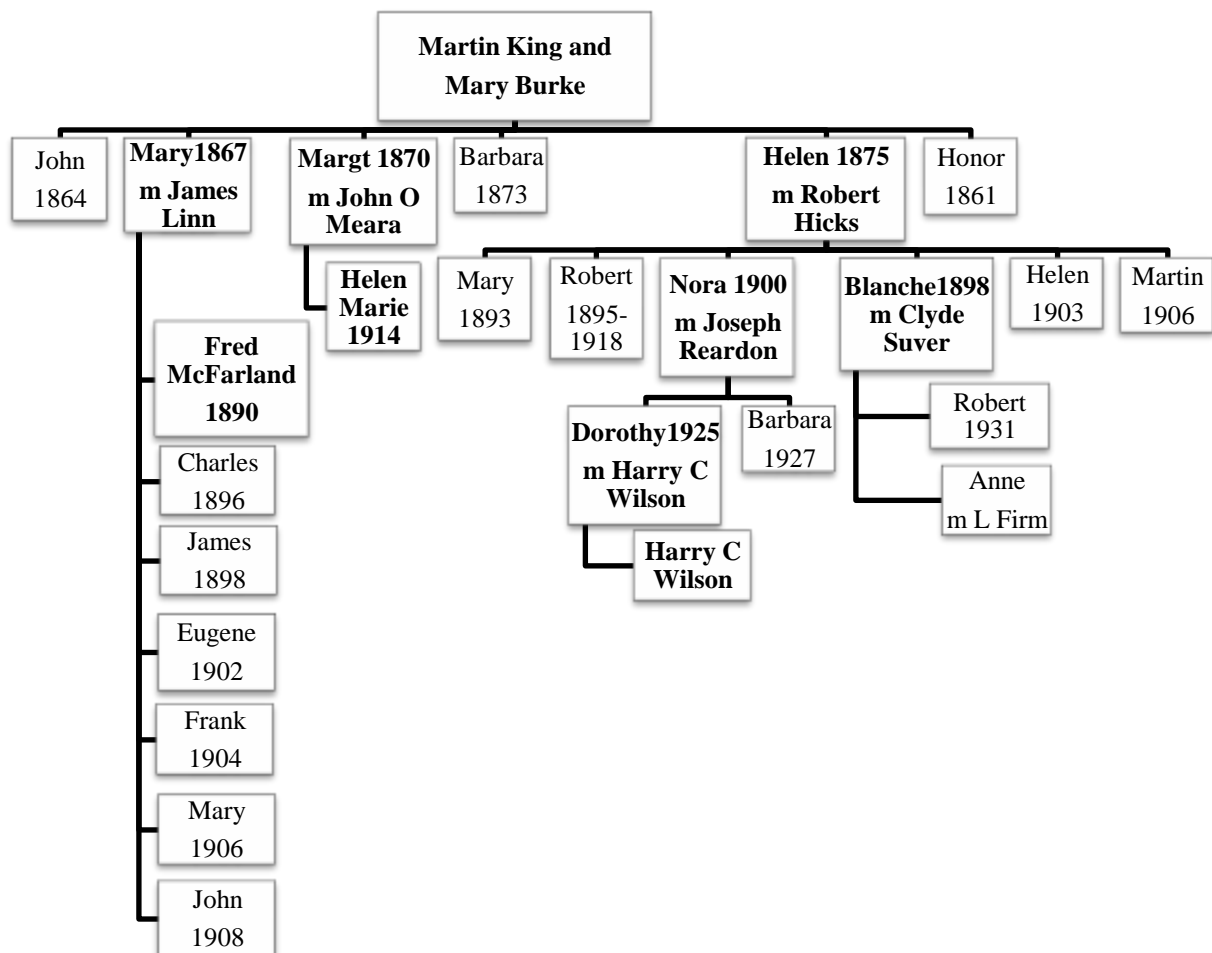 Martin King and
Mary Burke
John
1864
Mary1867
m James
Linn
Margt 1870
m John O
Meara
Barbara
1873
Helen 1875
m Robert
Hicks
Honor
1861
Helen
Marie
1914
Mary
1893
Robert
1895-
1918
Nora 1900
m Joseph
Reardon
Blanche1898
m Clyde
Suver
Helen
1903
Martin
1906
Fred
McFarland
1890
Charles
1896
James
1898
Eugene
1902
Frank
1904
Mary
1906
John
1908
Dorothy1925
m Harry C
Wilson
Barbara
1927
Harry C
Wilson
Robert
1931
Anne
m L Firm